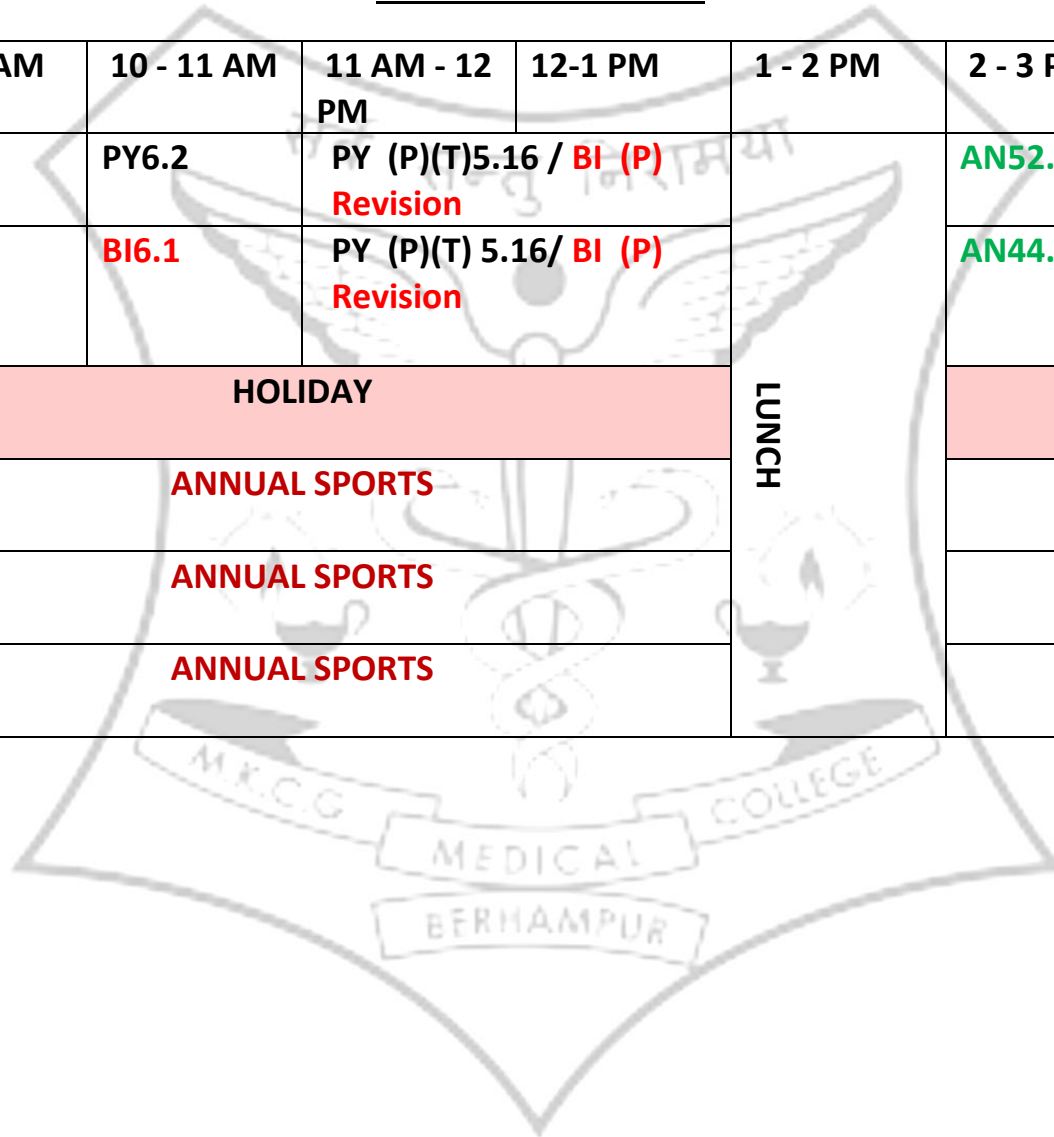 AM 10 - 11 AM 11 AM - 12 PM 12-1 PM 1 - 2 PM 2 - 3 P
PY6.2 PY (P)(T)5.16 / BI (P) Revision AN52.
BI6.1 PY (P)(T) 5.16/ BI (P) Revision AN44.
HOLIDAY
LUNCH
ANNUAL SPORTS
ANNUAL SPORTS
ANNUAL SPORTS
M.K.C.G MEDICAL COLLEGE
BERHAMPUR